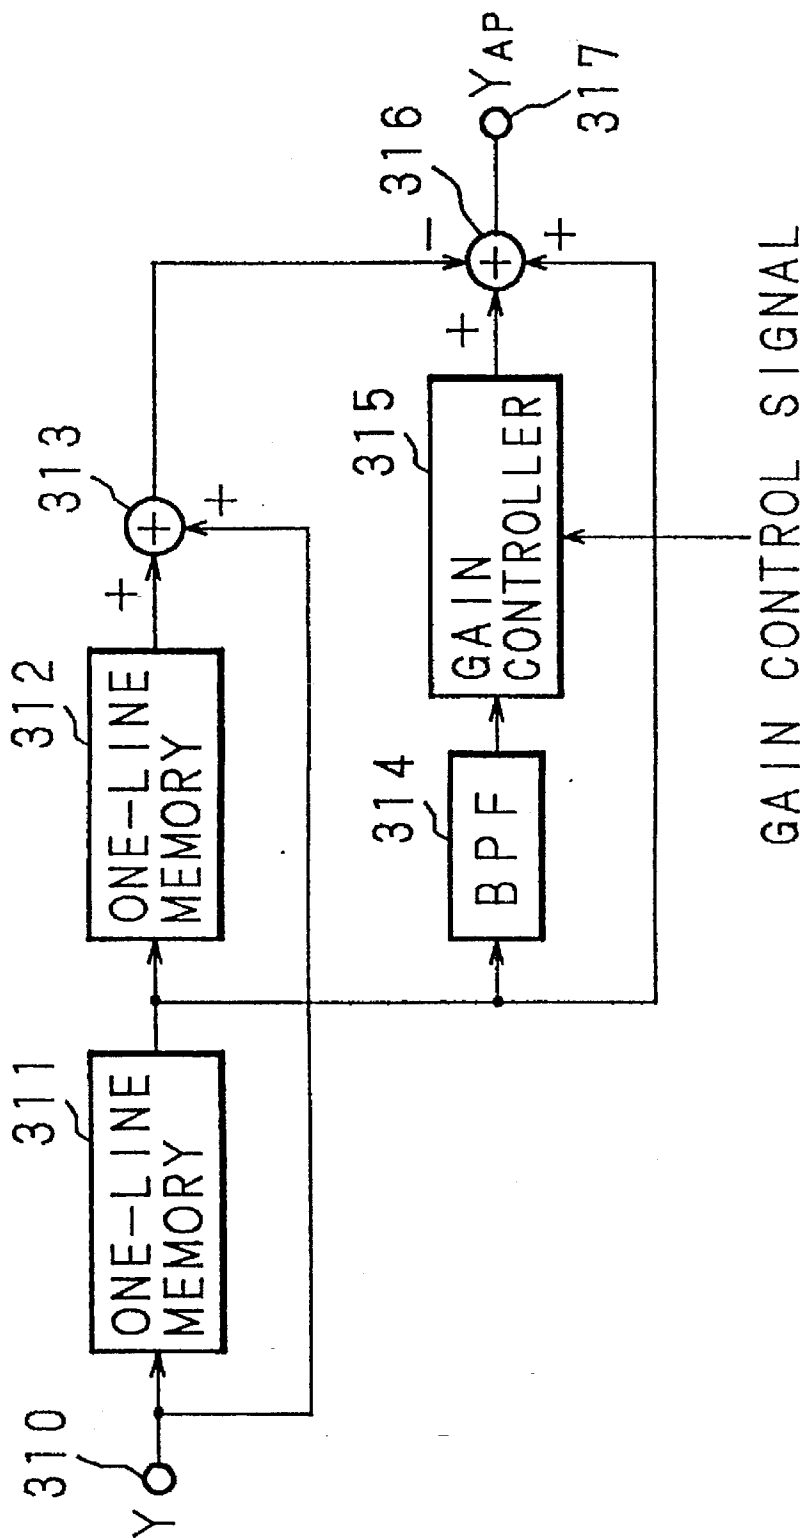 Y
310
311
ONE-LINE
MEMORY
312
ONE-LINE
MEMORY
+
+
+
313
314
BPF
315
GAIN
CONTROLLER
GAIN CONTROL SIGNAL
−
+
+
+
316
YAP
317